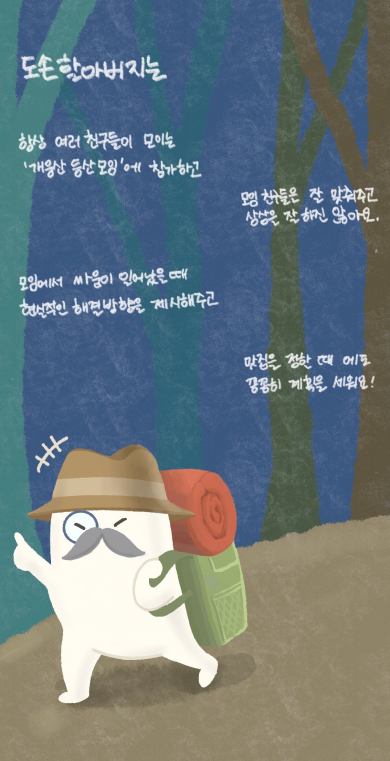 도손 할아버지는
항상 여러 친구들이 모이는
'개웅산 등산모임'에 참가하고
모임 친구들은 잘 맞춰주고
상상은 잘 하진 않아요.
모임에서 싸움이 일어났을 때
현실적인 해결방향을 제시해주고
맛집을 정할 때 에도
꼼꼼히 계획을 세워요!